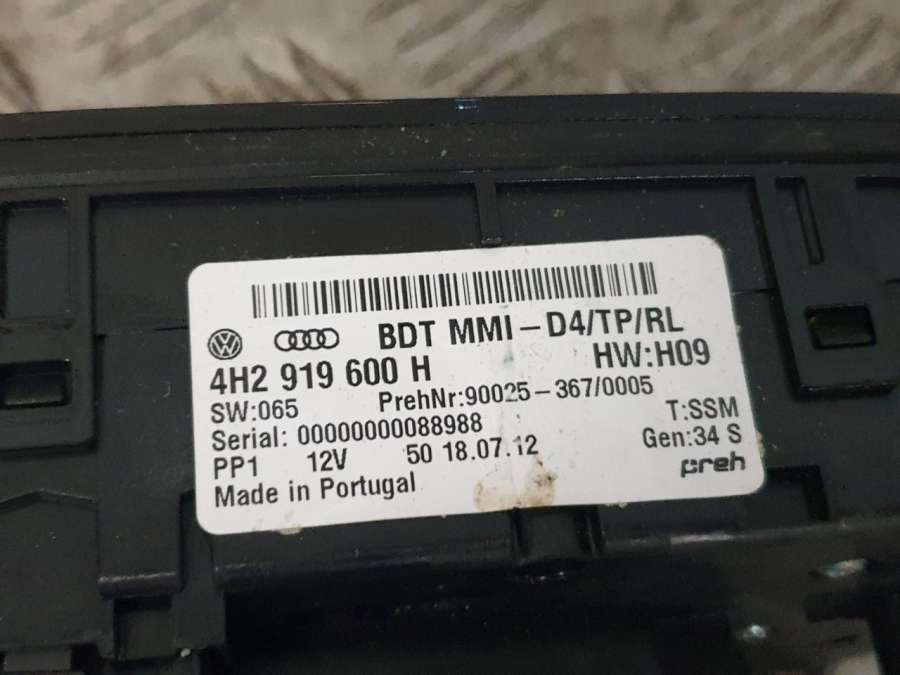 BDT MMI-D4/TP/RL
4H2 919 600 H HW:H09
SW:065 PrehNr:90025-367/0005
Serial: 00000000088988 T:SSM
PP1 12V 50 18.07.12 Gen:34 S
Made in Portugal preh